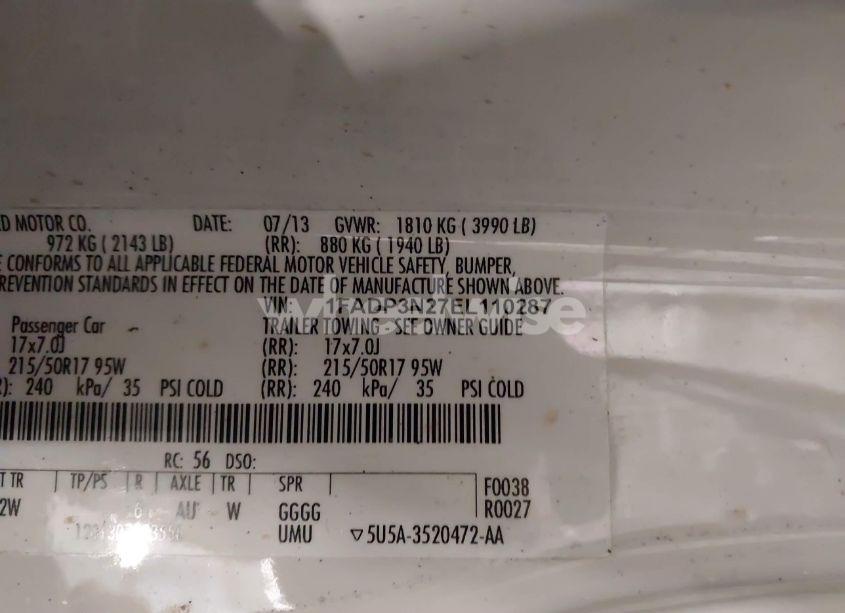 D MOTOR CO. DATE: 07/13 GVWR: 1810 KG ( 3990 LB)
972 KG ( 2143 LB) (RR): 880 KG ( 1940 LB)
CONFORMS TO ALL APPLICABLE FEDERAL MOTOR VEHICLE SAFETY, BUMPER,
REVENTION STANDARDS IN EFFECT ON THE DATE OF MANUFACTURE SHOWN ABOVE.
VIN: 1FADP3N27EL110287
Passenger Car TRAILER TOWING - SEE OWNER GUIDE
17x7.0J (RR): 17x7.0J
215/50R17 95W (RR): 215/50R17 95W
): 240 kPa/ 35 PSI COLD (RR): 240 kPa/ 35 PSI COLD
RC: 56 DSO:
T TR TP/PS R AXLE TR SPR F0038
2W 6 AU W GGGG R0027
UMU ▽5U5A-3520472-AA